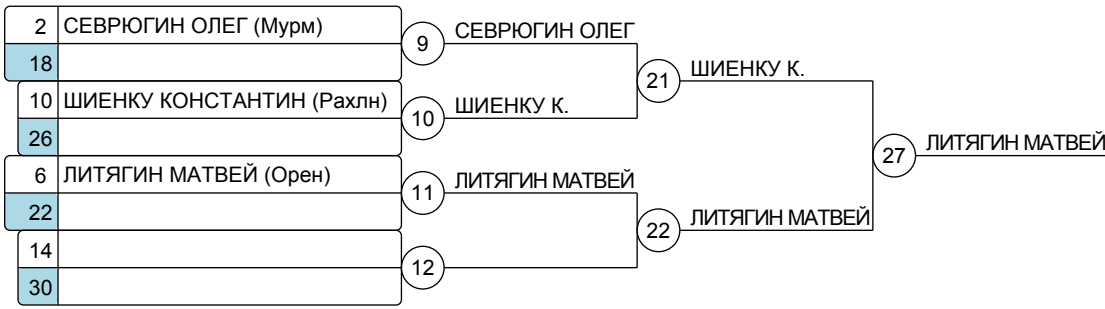 2 СЕВРЮГИН ОЛЕГ (Мурм)
18
10 ШИЕНКУ КОНСТАНТИН (Рахлн)
26
6 ЛИТЯГИН МАТВЕЙ (Орен)
22
14
30
9 СЕВРЮГИН ОЛЕГ
10 ШИЕНКУ К.
11 ЛИТЯГИН МАТВЕЙ
12
21 ШИЕНКУ К.
22 ЛИТЯГИН МАТВЕЙ
27 ЛИТЯГИН МАТВЕЙ